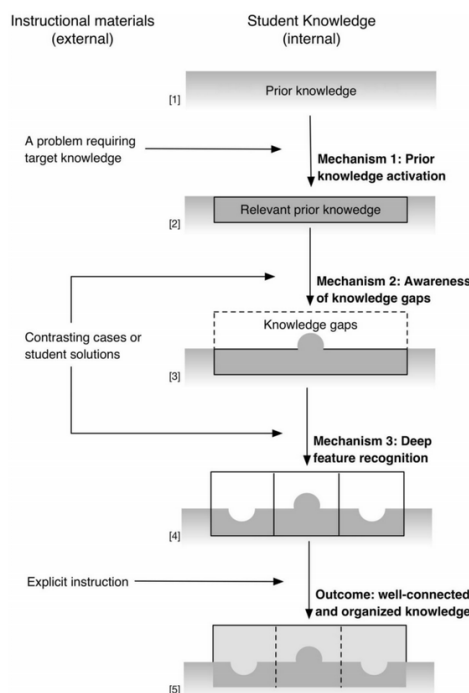 Instructional materials
(external)
Student Knowledge
(internal)
Prior knowledge
[1]
A problem requiring
target knowledge
Mechanism 1: Prior
knowledge activation
Relevant prior knowedge
[2]
Mechanism 2: Awareness
of knowledge gaps
Knowledge gaps
Contrasting cases or
student solutions
[3]
Mechanism 3: Deep
feature recognition
[4]
Explicit instruction
Outcome: well-connected
and organized knowledge
[5]